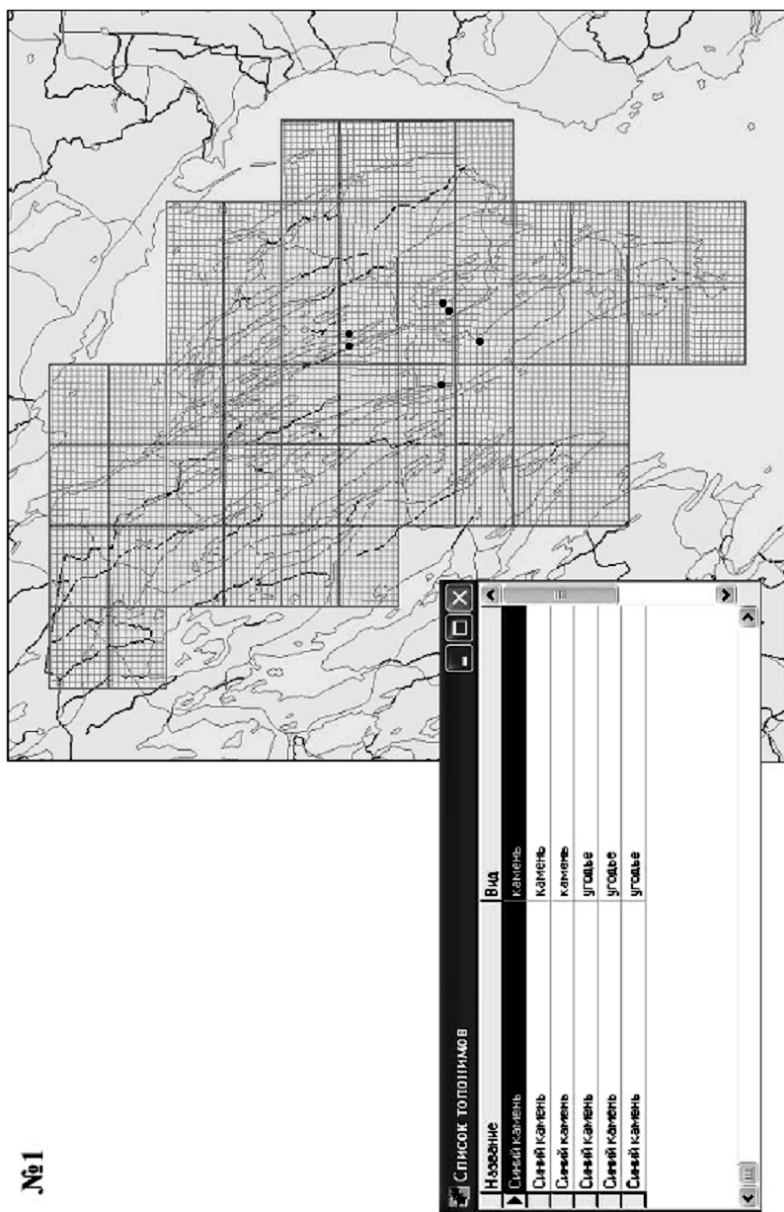 №1
Список топонимов
Название Вид
Синий камень камень
Синий камень камень
Синий камень камень
Синий камень угодье
Синий камень угодье
Синий камень угодье